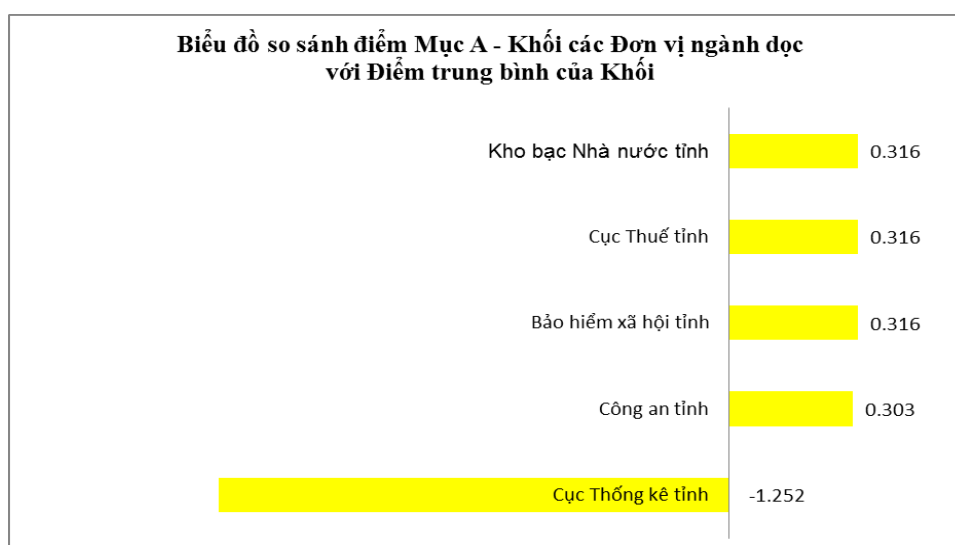 Biểu đồ so sánh điểm Mục A - Khối các Đơn vị ngành dọc
với Điểm trung bình của Khối
Kho bạc Nhà nước tỉnh 0.316
Cục Thuế tỉnh 0.316
Bảo hiểm xã hội tỉnh 0.316
Công an tỉnh 0.303
Cục Thống kê tỉnh -1.252